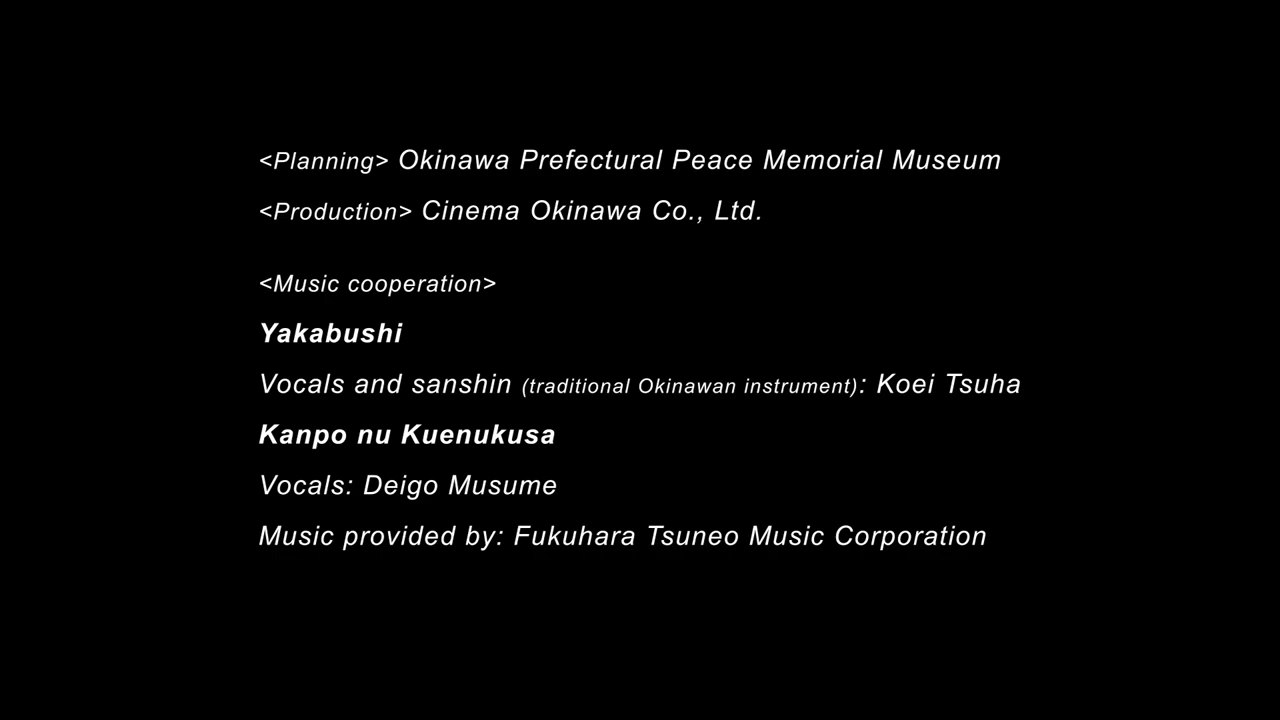 <Planning> Okinawa Prefectural Peace Memorial Museum
<Production> Cinema Okinawa Co., Ltd.
<Music cooperation>
Yakabushi
Vocals and sanshin (traditional Okinawan instrument): Koei Tsuha
Kanpo nu Kuenukusa
Vocals: Deigo Musume
Music provided by: Fukuhara Tsuneo Music Corporation